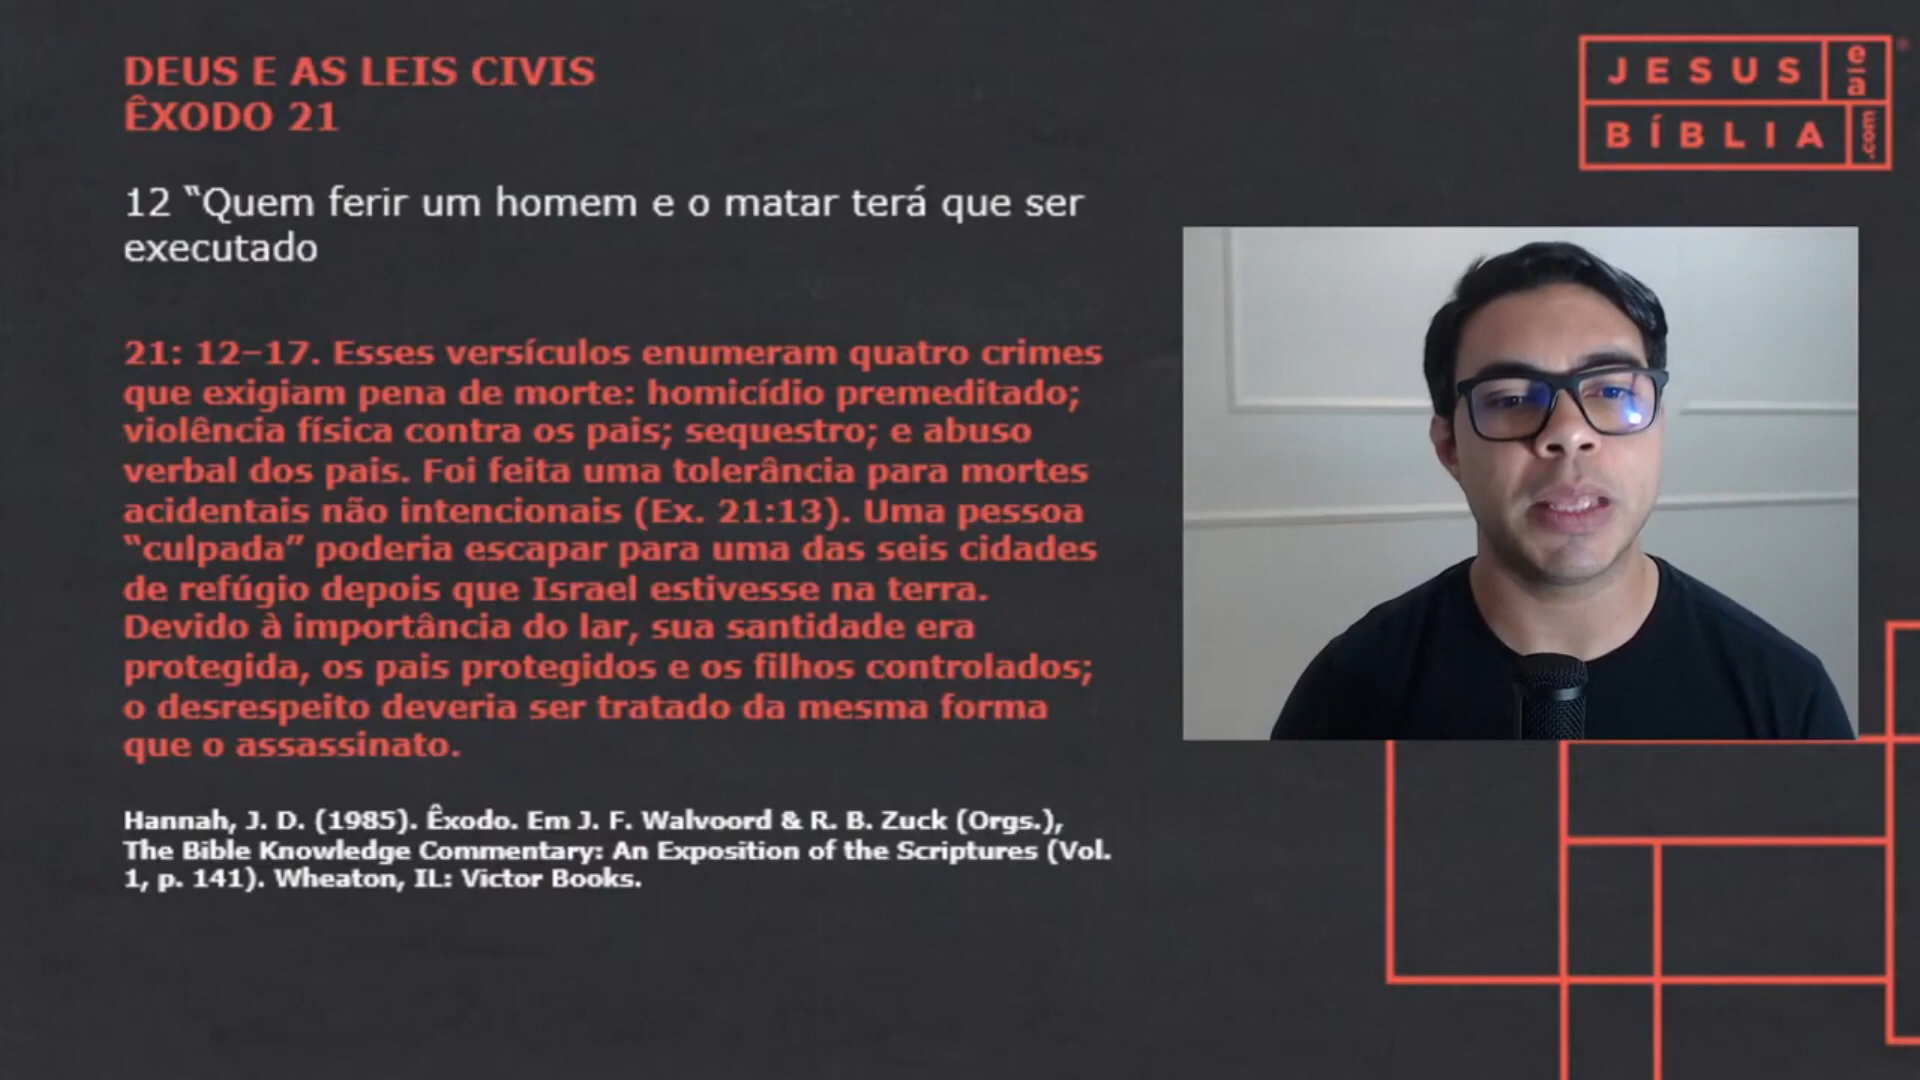 DEUS E AS LEIS CIVIS
ÊXODO 21
12 “Quem ferir um homem e o matar terá que ser
executado
21: 12–17. Esses versículos enumeram quatro crimes
que exigiam pena de morte: homicídio premeditado;
violência física contra os pais; sequestro; e abuso
verbal dos pais. Foi feita uma tolerância para mortes
acidentais não intencionais (Ex. 21:13). Uma pessoa
“culpada” poderia escapar para uma das seis cidades
de refúgio depois que Israel estivesse na terra.
Devido à importância do lar, sua santidade era
protegida, os pais protegidos e os filhos controlados;
o desrespeito deveria ser tratado da mesma forma
que o assassinato.
Hannah, J. D. (1985). Êxodo. Em J. F. Walvoord & R. B. Zuck (Orgs.),
The Bible Knowledge Commentary: An Exposition of the Scriptures (Vol.
1, p. 141). Wheaton, IL: Victor Books.
JESUS e a
BÍBLIA .com